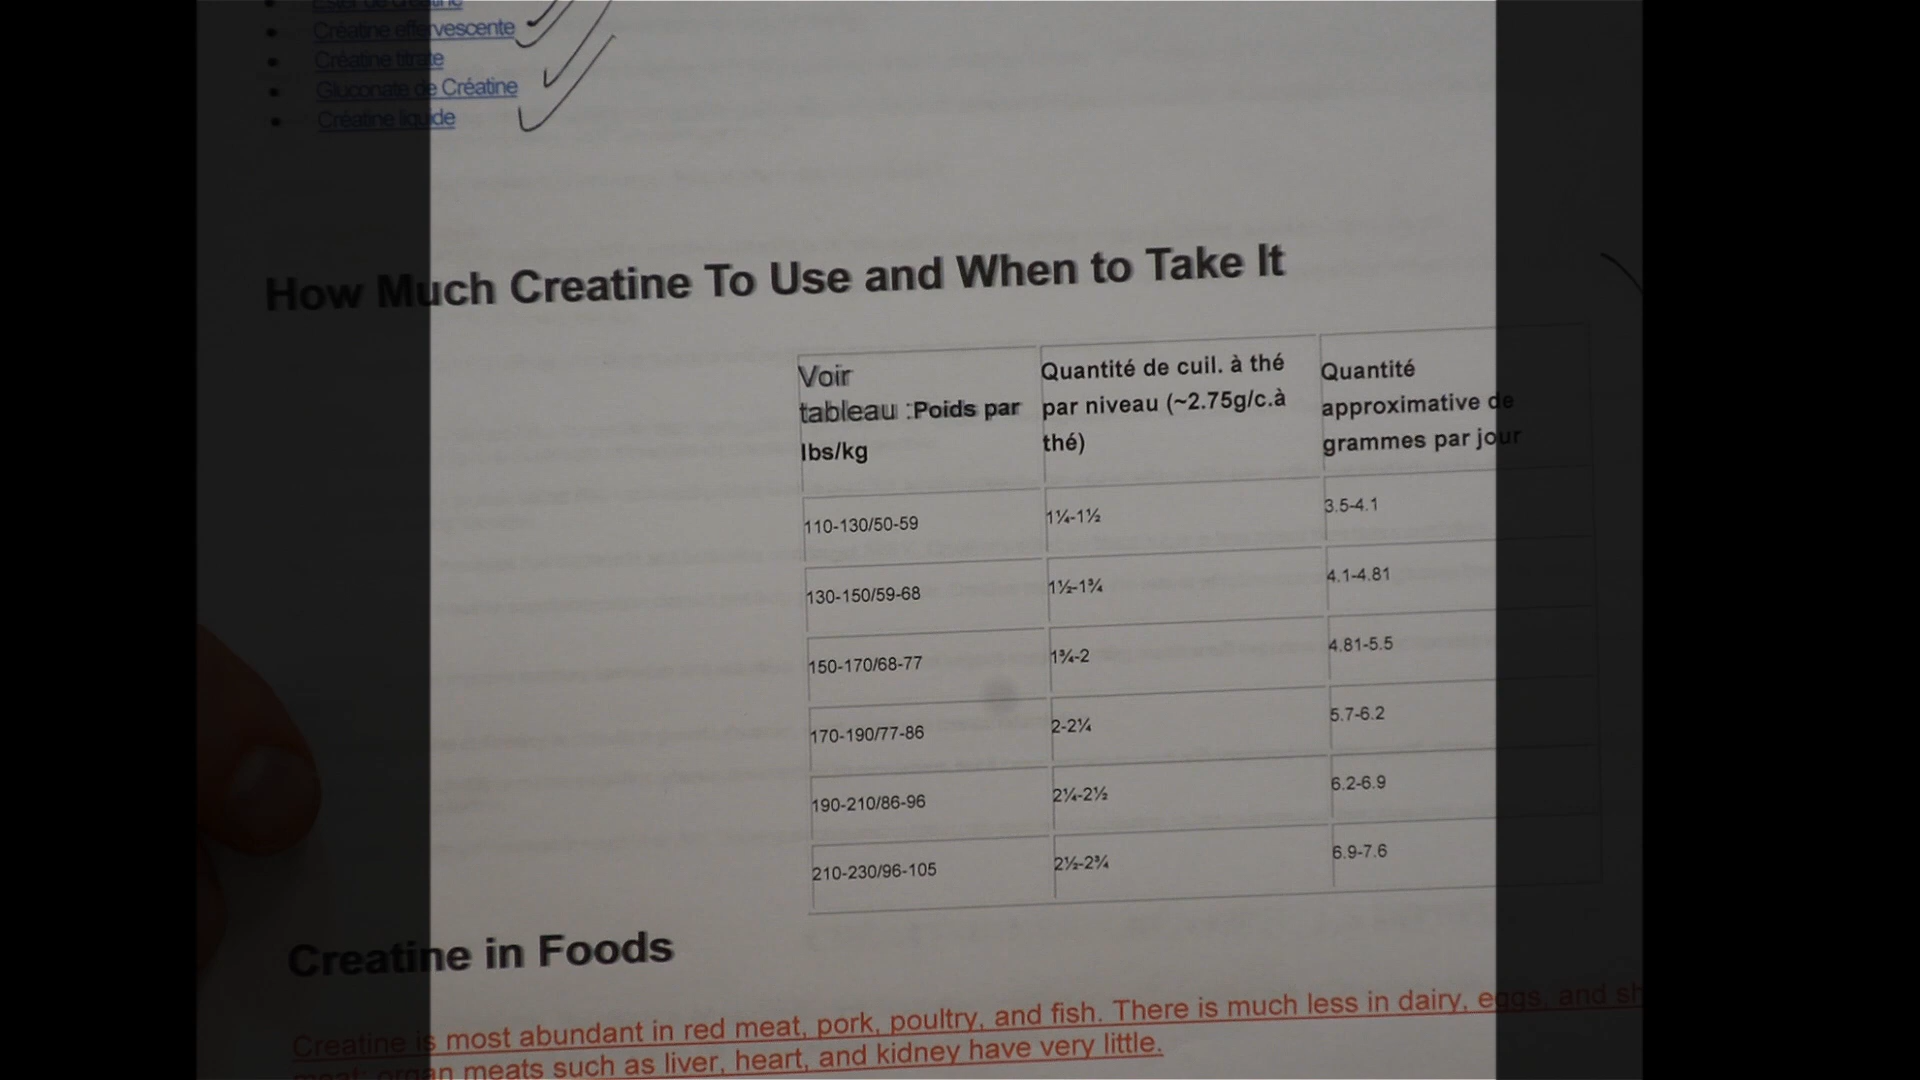 Ester de créatine
Créatine effervescente
Créatine titrate
Gluconate de Créatine
Créatine liquide
How Much Creatine To Use and When to Take It
Voir
tableau :Poids par
lbs/kg
Quantité de cuil. à thé
par niveau (~2.75g/c.à
thé)
Quantité
approximative de
grammes par jour
110-130/50-59 1¼-1½ 3.5-4.1
130-150/59-68 1½-1¾ 4.1-4.81
150-170/68-77 1¾-2 4.81-5.5
170-190/77-86 2-2¼ 5.7-6.2
190-210/86-96 2¼-2½ 6.2-6.9
210-230/96-105 2½-2¾ 6.9-7.6
Creatine in Foods
Creatine is most abundant in red meat, pork, poultry, and fish. There is much less in dairy, eggs, and sh
meat; organ meats such as liver, heart, and kidney have very little.